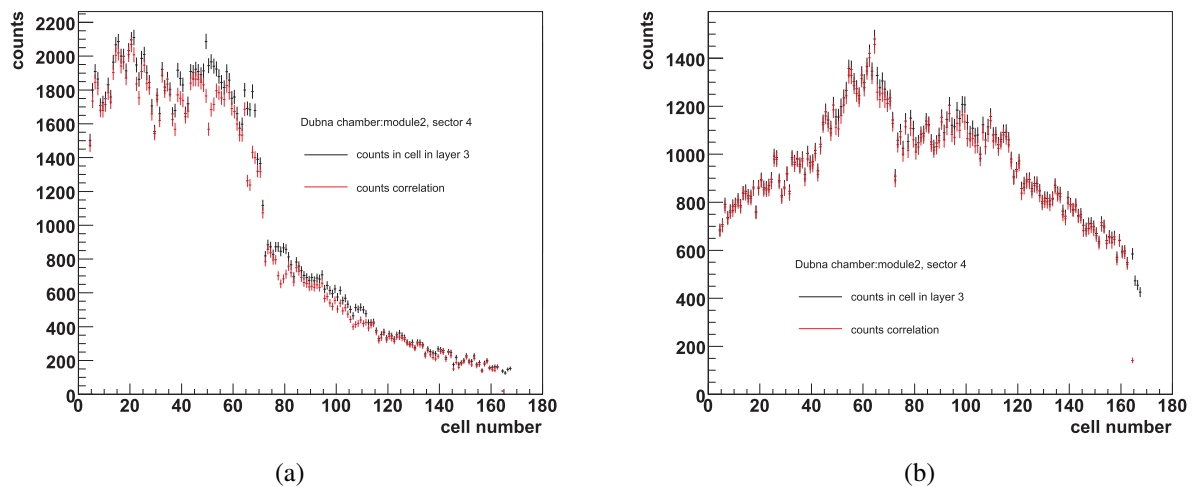 counts
2200
2000
1800
1600
1400
1200
1000
800
600
400
200
0
0 20 40 60 80 100 120 140 160 180
cell number
Dubna chamber:module2, sector 4
counts in cell in layer 3
counts correlation
(a)
counts
1400
1200
1000
800
600
400
200
0
0 20 40 60 80 100 120 140 160 180
cell number
Dubna chamber:module2, sector 4
counts in cell in layer 3
counts correlation
(b)